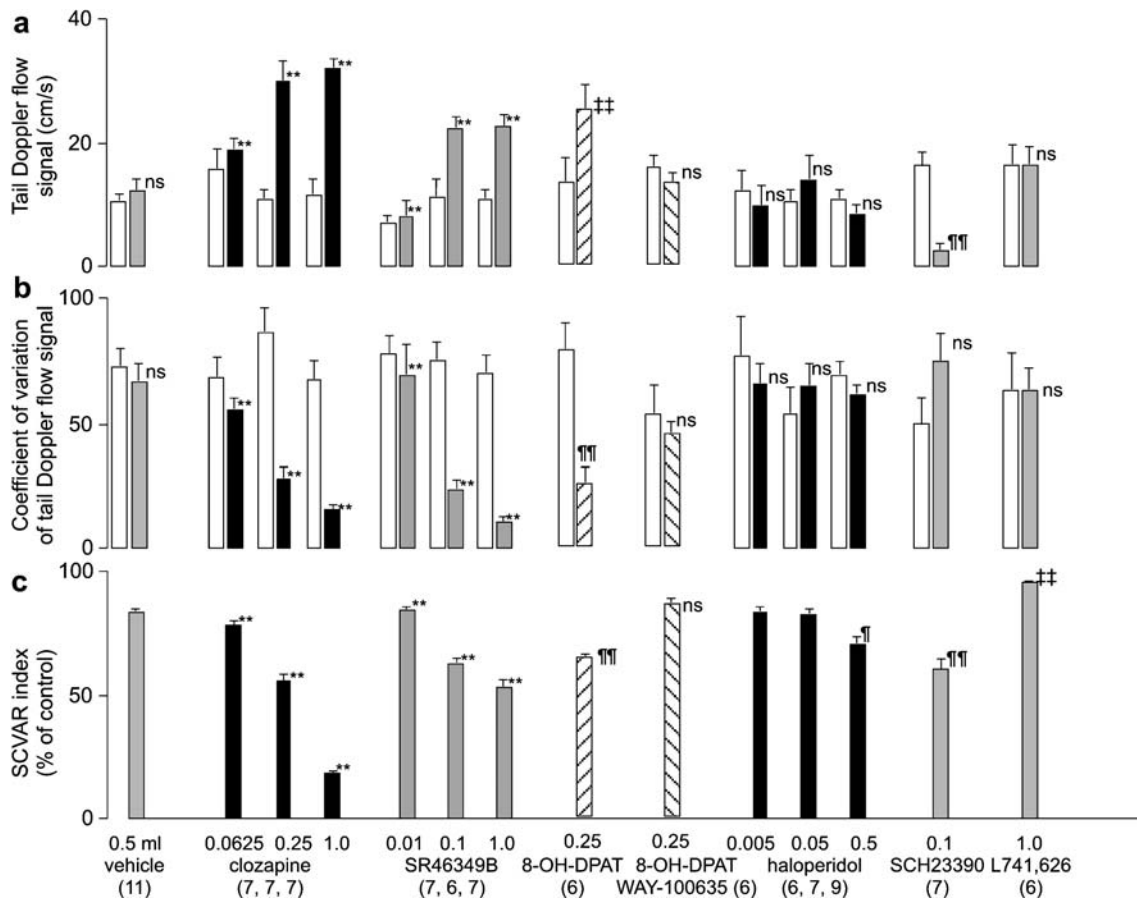 a
Tail Doppler flow
signal (cm/s)
40
20
0
ns
**
**
**
**
**
**
‡‡
ns
ns
ns
ns
¶¶
ns
b
Coefficient of variation
of tail Doppler flow signal
100
50
0
ns
**
**
**
**
**
**
¶¶
ns
ns
ns
ns
ns
ns
c
SCVAR index
(% of control)
100
50
0
**
**
**
**
**
**
¶¶
ns
¶
¶¶
‡‡
0.5 ml 0.0625 0.25 1.0 0.01 0.1 1.0 0.25 0.25 0.005 0.05 0.5 0.1 1.0
vehicle clozapine SR46349B 8-OH-DPAT 8-OH-DPAT haloperidol SCH23390 L741,626
(11) (7, 7, 7) (7, 6, 7) (6) WAY-100635 (6) (6, 7, 9) (7) (6)